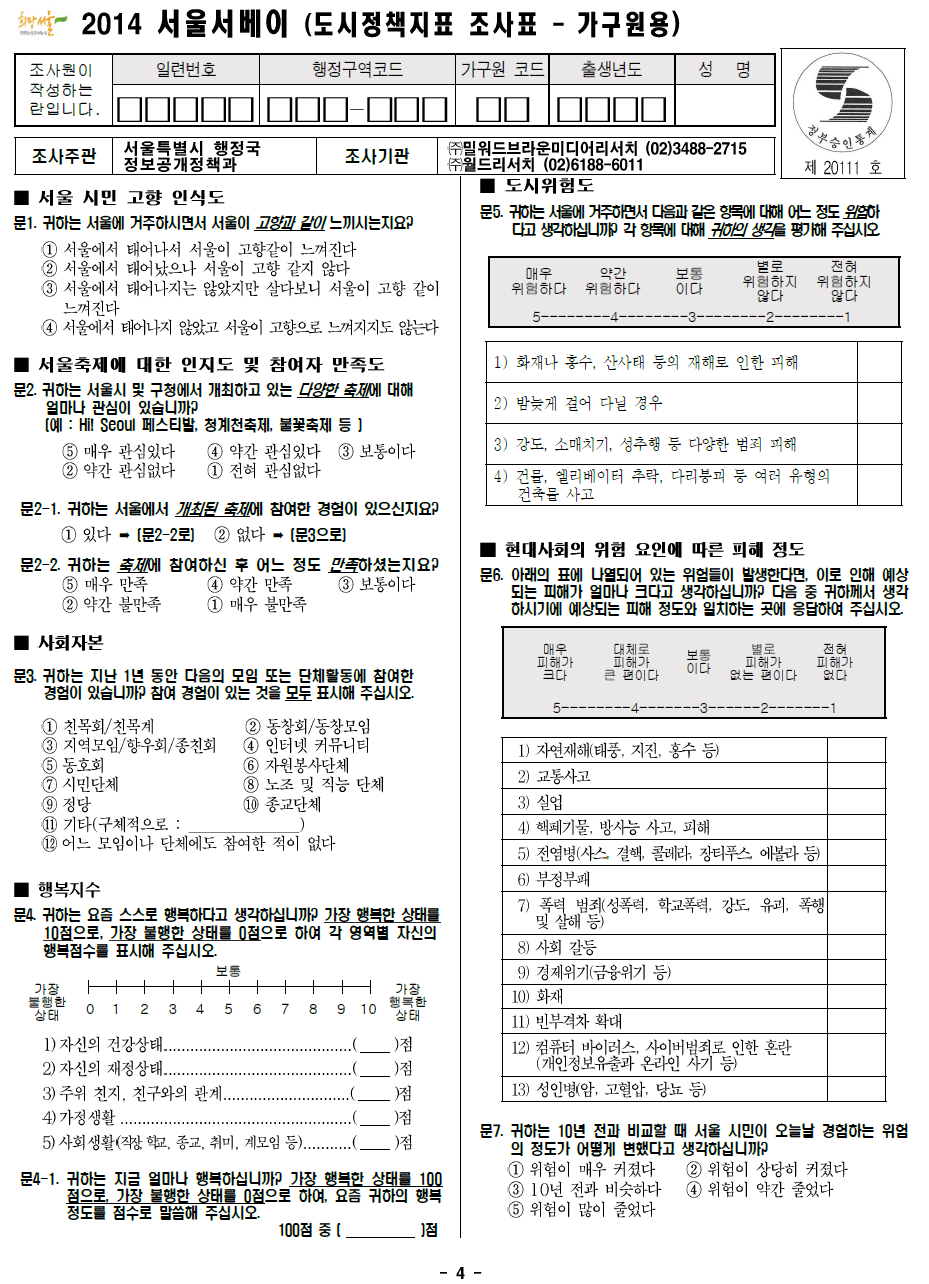 희망서울
2014 서울서베이 (도시정책지표 조사표 - 가구원용)
조사원이
작성하는
란입니다.
일련번호
행정구역코드
가구원 코드
출생년도
성 명
□□□□□
□□□-□□□
□□
□□□□
조사주관
서울특별시 행정국
정보공개정책과
조사기관
㈜밀워드브라운미디어리서치 (02)3488-2715
㈜월드리서치 (02)6188-6011
정부승인통계
제 20111 호
■ 서울 시민 고향 인식도
문1. 귀하는 서울에 거주하시면서 서울이 고향과 같이 느끼시는지요?
① 서울에서 태어나서 서울이 고향같이 느껴진다
② 서울에서 태어났으나 서울이 고향 같지 않다
③ 서울에서 태어나지는 않았지만 살다보니 서울이 고향 같이
느껴진다
④ 서울에서 태어나지 않았고 서울이 고향으로 느껴지지도 않는다
■ 서울축제에 대한 인지도 및 참여자 만족도
문2. 귀하는 서울시 및 구청에서 개최하고 있는 다양한 축제에 대해
얼마나 관심이 있습니까?
(예 : Hi! Seoul 페스티발, 청계천축제, 불꽃축제 등 )
⑤ 매우 관심있다 ④ 약간 관심있다 ③ 보통이다
② 약간 관심없다 ① 전혀 관심없다
문2-1. 귀하는 서울에서 개최된 축제에 참여한 경험이 있으신지요?
① 있다 ➡ (문2-2로) ② 없다 ➡ (문3으로)
문2-2. 귀하는 축제에 참여하신 후 어느 정도 만족하셨는지요?
⑤ 매우 만족 ④ 약간 만족 ③ 보통이다
② 약간 불만족 ① 매우 불만족
■ 사회자본
문3. 귀하는 지난 1년 동안 다음의 모임 또는 단체활동에 참여한
경험이 있습니까? 참여 경험이 있는 것을 모두 표시해 주십시오.
① 친목회/친목계 ② 동창회/동창모임
③ 지역모임/향우회/종친회 ④ 인터넷 커뮤니티
⑤ 동호회 ⑥ 자원봉사단체
⑦ 시민단체 ⑧ 노조 및 직능 단체
⑨ 정당 ⑩ 종교단체
⑪ 기타(구체적으로 : ______________)
⑫ 어느 모임이나 단체에도 참여한 적이 없다
■ 행복지수
문4. 귀하는 요즘 스스로 행복하다고 생각하십니까? 가장 행복한 상태를
10점으로, 가장 불행한 상태를 0점으로 하여 각 영역별 자신의
행복점수를 표시해 주십시오.
보통
가장
불행한
상태
0 1 2 3 4 5 6 7 8 9 10
가장
행복한
상태
1) 자신의 건강상태..........................................( ____ )점
2) 자신의 재정상태..........................................( ____ )점
3) 주위 친지, 친구와의 관계............................( ____ )점
4) 가정생활 ....................................................( ____ )점
5) 사회생활(직장, 학교, 종교, 취미, 계모임 등)...........( ____ )점
문4-1. 귀하는 지금 얼마나 행복하십니까? 가장 행복한 상태를 100
점으로, 가장 불행한 상태를 0점으로 하여, 요즘 귀하의 행복
정도를 점수로 말씀해 주십시오.
100점 중 ( __________ )점
■ 도시위험도
문5. 귀하는 서울에 거주하면서 다음과 같은 항목에 대해 어느 정도 위험하
다고 생각하십니까? 각 항목에 대해 귀하의 생각을 평가해 주십시오
매우
위험하다
약간
위험하다
보통
이다
별로
위험하지
않다
전혀
위험하지
않다
5--------4--------3--------2--------1
1) 화재나 홍수, 산사태 등의 재해로 인한 피해
2) 밤늦게 걸어 다닐 경우
3) 강도, 소매치기, 성추행 등 다양한 범죄 피해
4) 건물, 엘리베이터 추락, 다리붕괴 등 여러 유형의
건축물 사고
■ 현대사회의 위험 요인에 따른 피해 정도
문6. 아래의 표에 나열되어 있는 위험들이 발생한다면, 이로 인해 예상
되는 피해가 얼마나 크다고 생각하십니까? 다음 중 귀하께서 생각
하시기에 예상되는 피해 정도와 일치하는 곳에 응답하여 주십시오.
매우
피해가
크다
대체로
피해가
큰 편이다
보통
이다
별로
피해가
없는 편이다
전혀
피해가
없다
5--------4-------3------2-------1
1) 자연재해(태풍, 지진, 홍수 등)
2) 교통사고
3) 실업
4) 핵폐기물, 방사능 사고, 피해
5) 전염병(사스, 결핵, 콜레라, 장티푸스, 에볼라 등)
6) 부정부패
7) 폭력 범죄(성폭력, 학교폭력, 강도, 유괴, 폭행
및 살해 등)
8) 사회 갈등
9) 경제위기(금융위기 등)
10) 화재
11) 빈부격차 확대
12) 컴퓨터 바이러스, 사이버범죄로 인한 혼란
(개인정보유출과 온라인 사기 등)
13) 성인병(암, 고혈압, 당뇨 등)
문7. 귀하는 10년 전과 비교할 때 서울 시민이 오늘날 경험하는 위험
의 정도가 어떻게 변했다고 생각하십니까?
① 위험이 매우 커졌다 ② 위험이 상당히 커졌다
③ 10년 전과 비슷하다 ④ 위험이 약간 줄었다
⑤ 위험이 많이 줄었다
- 4 -